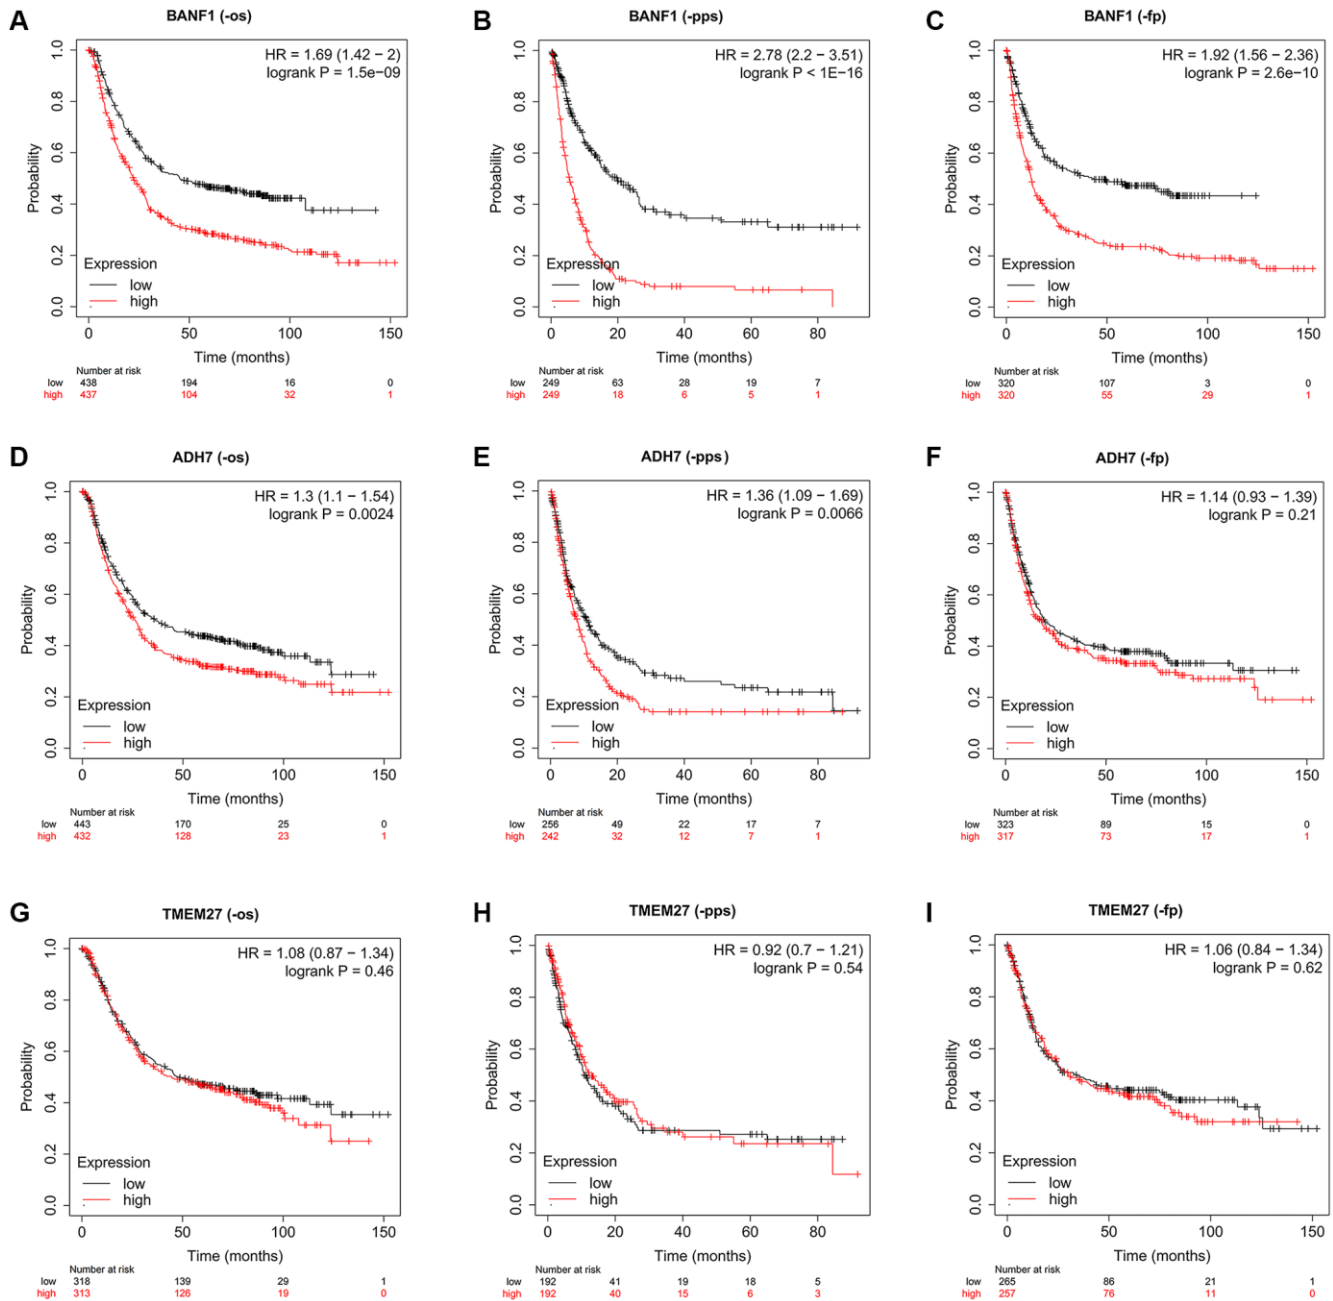 A
BANF1 (-os)
HR = 1.69 (1.42 − 2)
logrank P = 1.5e−09
Probability
1.0
0.8
0.6
0.4
0.2
0.0
Expression
low
high
0 50 100 150
Time (months)
Number at risk
low 438 194 16 0
high 437 104 32 1
B
BANF1 (-pps)
HR = 2.78 (2.2 − 3.51)
logrank P < 1E−16
Probability
1.0
0.8
0.6
0.4
0.2
0.0
Expression
low
high
0 20 40 60 80
Time (months)
Number at risk
low 249 63 28 19 7
high 249 18 6 5 1
C
BANF1 (-fp)
HR = 1.92 (1.56 − 2.36)
logrank P = 2.6e−10
Probability
1.0
0.8
0.6
0.4
0.2
0.0
Expression
low
high
0 50 100 150
Time (months)
Number at risk
low 320 107 3 0
high 320 55 29 1
D
ADH7 (-os)
HR = 1.3 (1.1 − 1.54)
logrank P = 0.0024
Probability
1.0
0.8
0.6
0.4
0.2
0.0
Expression
low
high
0 50 100 150
Time (months)
Number at risk
low 443 170 25 0
high 432 128 23 1
E
ADH7 (-pps)
HR = 1.36 (1.09 − 1.69)
logrank P = 0.0066
Probability
1.0
0.8
0.6
0.4
0.2
0.0
Expression
low
high
0 20 40 60 80
Time (months)
Number at risk
low 256 49 22 17 7
high 242 32 12 7 1
F
ADH7 (-fp)
HR = 1.14 (0.93 − 1.39)
logrank P = 0.21
Probability
1.0
0.8
0.6
0.4
0.2
0.0
Expression
low
high
0 50 100 150
Time (months)
Number at risk
low 323 89 15 0
high 317 73 17 1
G
TMEM27 (-os)
HR = 1.08 (0.87 − 1.34)
logrank P = 0.46
Probability
1.0
0.8
0.6
0.4
0.2
0.0
Expression
low
high
0 50 100 150
Time (months)
Number at risk
low 318 139 29 1
high 313 126 19 0
H
TMEM27 (-pps)
HR = 0.92 (0.7 − 1.21)
logrank P = 0.54
Probability
1.0
0.8
0.6
0.4
0.2
0.0
Expression
low
high
0 20 40 60 80
Time (months)
Number at risk
low 192 41 19 18 5
high 192 40 15 6 3
I
TMEM27 (-fp)
HR = 1.06 (0.84 − 1.34)
logrank P = 0.62
Probability
1.0
0.8
0.6
0.4
0.2
0.0
Expression
low
high
0 50 100 150
Time (months)
Number at risk
low 265 86 21 1
high 257 76 11 0